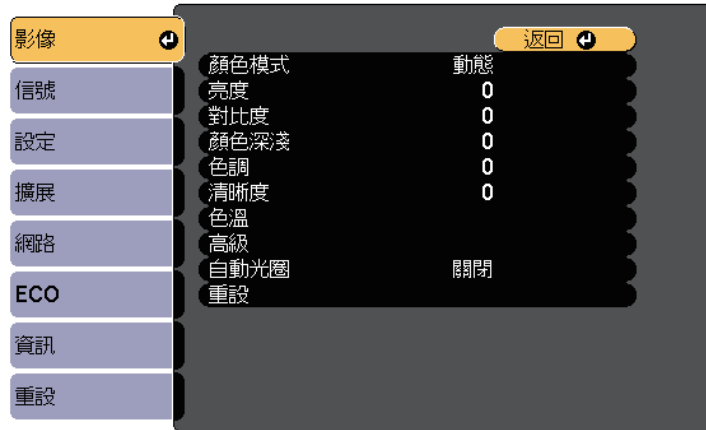 影像
信號
設定
擴展
網路
ECO
資訊
重設
返回
顏色模式 動態
亮度 0
對比度 0
顏色深淺 0
色調 0
清晰度 0
色溫
高級
自動光圈 關閉
重設